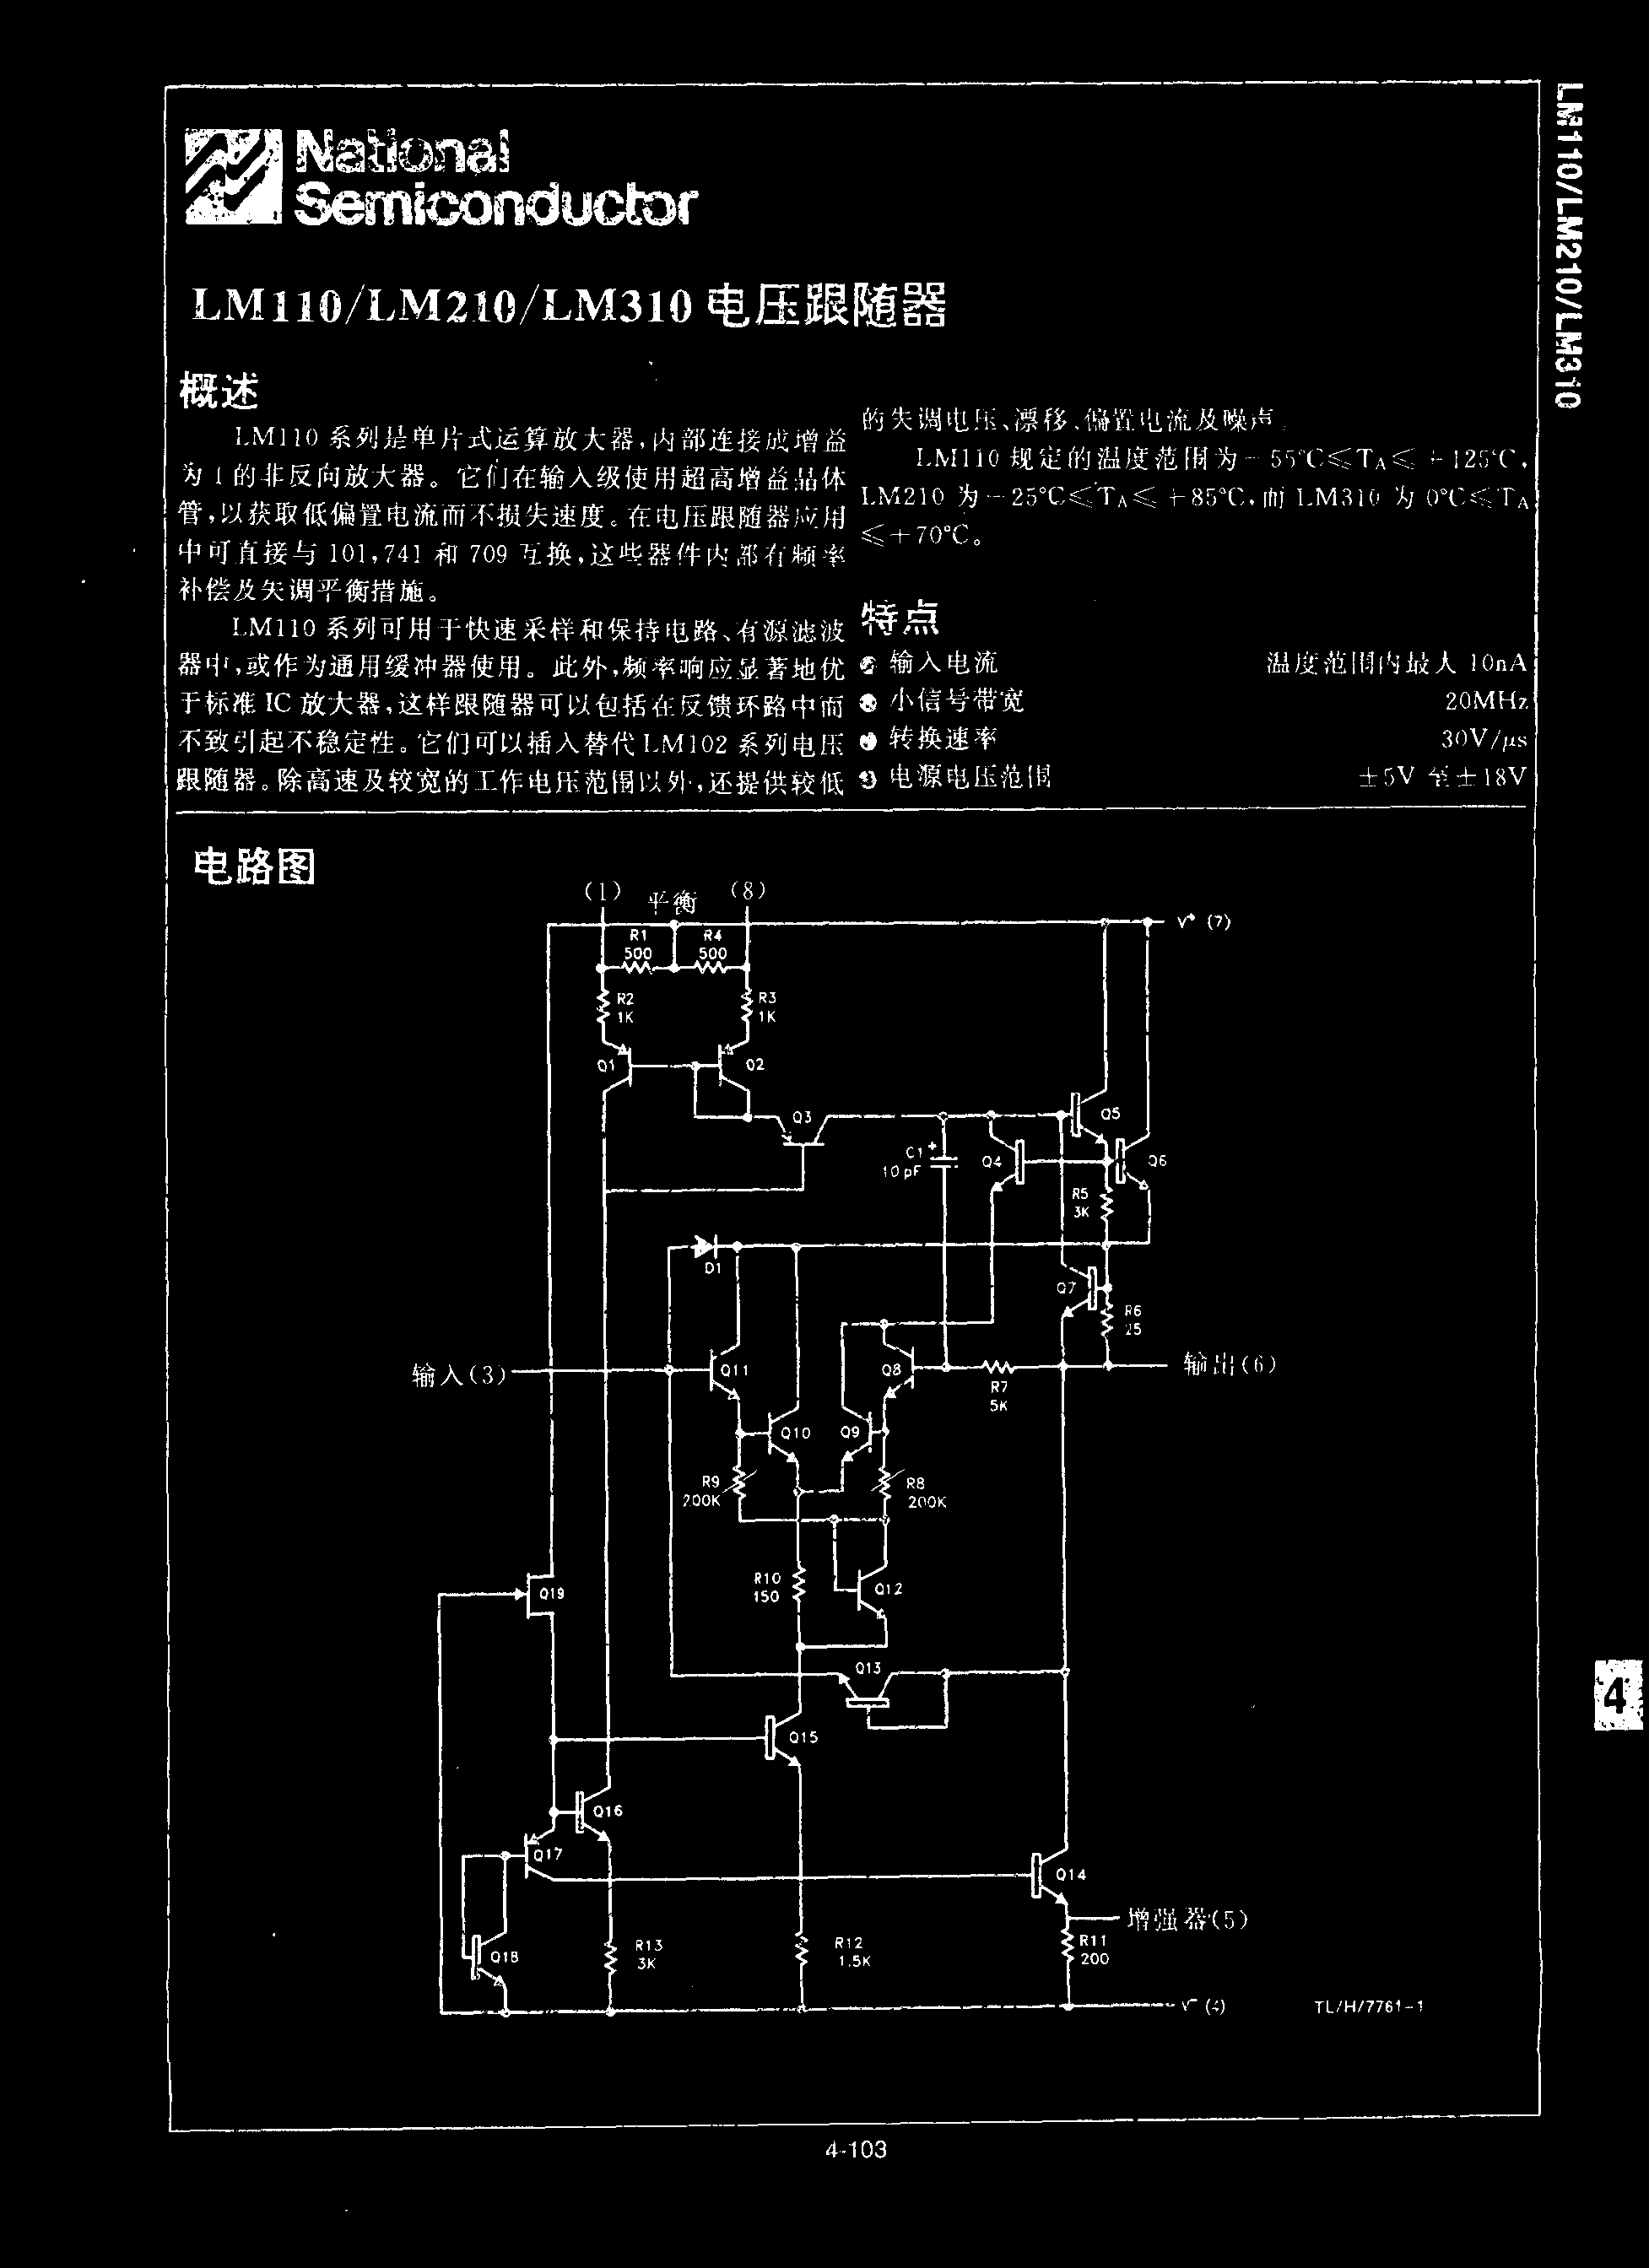 National
Semiconductor
LM110/LM210/LM310
LM110/LM210/LM310 电压跟随器
概述
LM110 系列是单片式运算放大器,内部连接成增益
为 1 的非反向放大器。它们在输入级使用超高增益晶体
管,以获取低偏置电流而不损失速度。在电压跟随器应用
中可直接与 101,741 和 709 互换,这些器件内部有频率
补偿及失调平衡措施。
LM110 系列可用于快速采样和保持电路、有源滤波
器中,或作为通用缓冲器使用。此外,频率响应显著地优
于标准 IC 放大器,这样跟随器可以包括在反馈环路中而
不致引起不稳定性。它们可以插入替代 LM102 系列电压
跟随器。除高速及较宽的工作电压范围以外,还提供较低
的失调电压、漂移、偏置电流及噪声。
LM110 规定的温度范围为－55℃≤TA≤＋125℃,
LM210 为－25℃≤TA≤＋85℃,而 LM310 为 0℃≤TA
≤＋70℃。
特点
输入电流 温度范围内最大 10nA
小信号带宽 20MHz
转换速率 30V/μs
电源电压范围 ±5V 至±18V
电路图
(1) 平衡 (8)
V+ (7)
R1 R4
500 500
R2 R3
1K 1K
Q1 Q2
Q3 Q5
C1 + Q4 Q6
10 pF
R5
3K
D1
Q7
R6
25
输入(3) Q11 Q8 输出(6)
R7
5K
Q10 Q9
R9 R8
200K 200K
R10 Q12
150
Q19
Q13
Q15
Q16
Q17
Q14
增强器(5)
Q18 R13 R12 R11
3K 1.5K 200
V− (4)
TL/H/7761-1
4
4-103